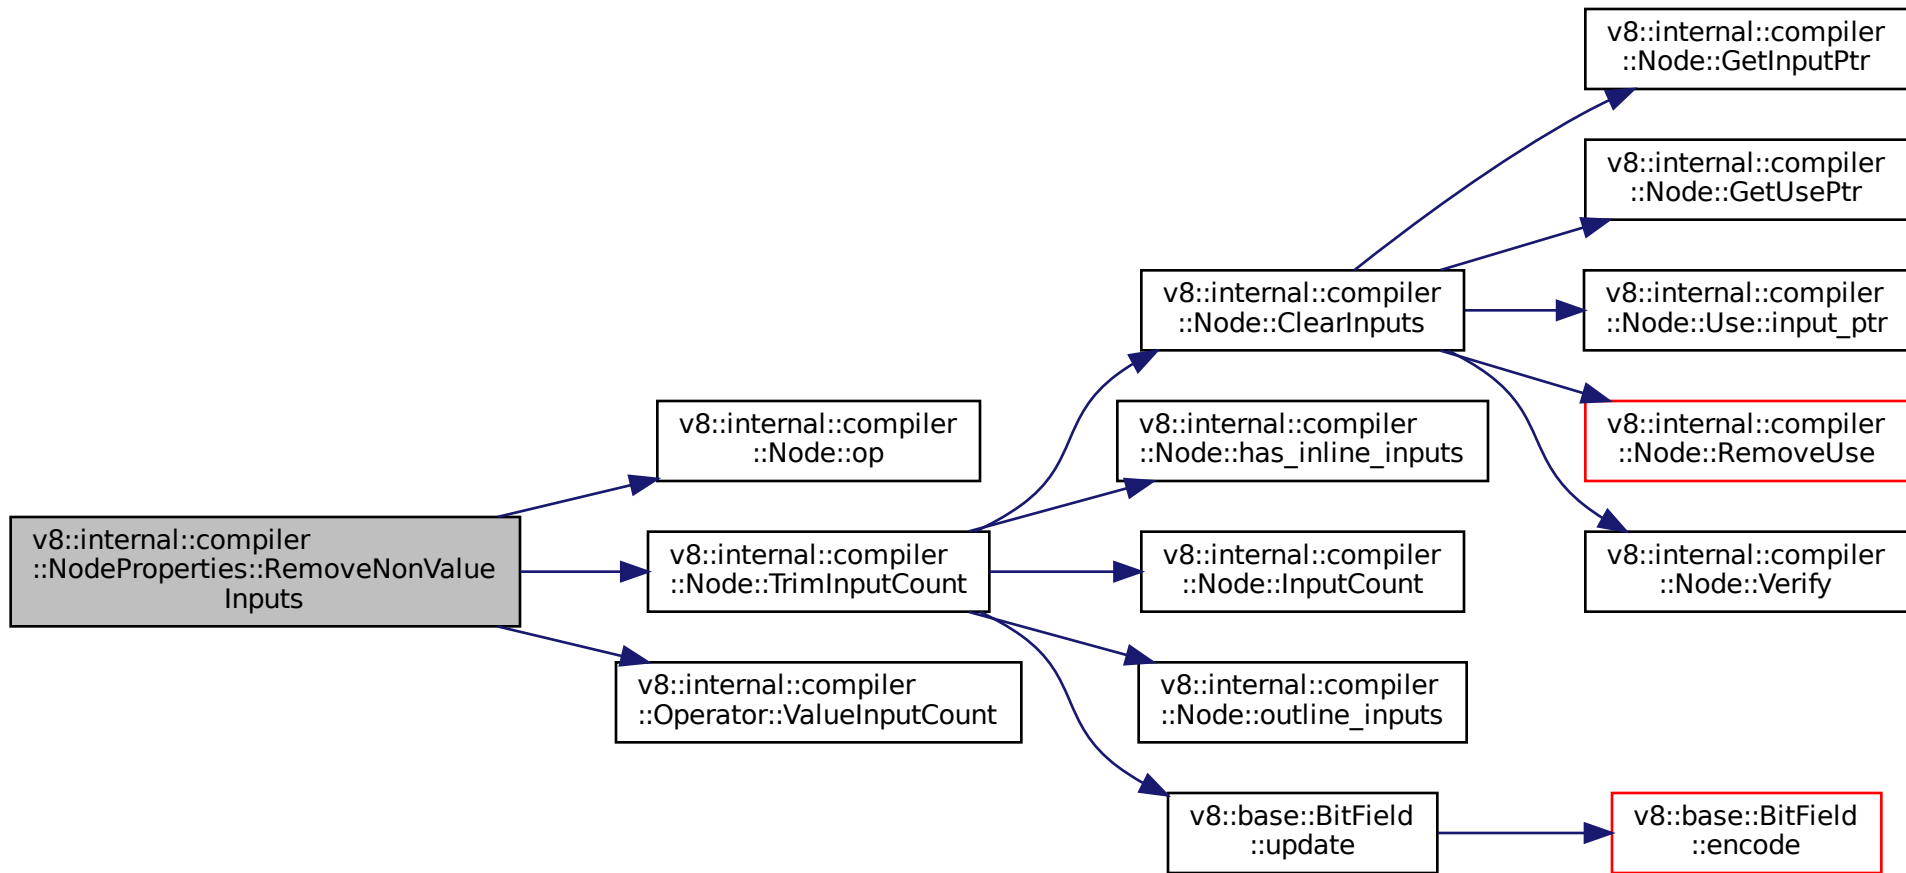 v8::internal::compiler
::NodeProperties::RemoveNonValue
Inputs
v8::internal::compiler
::Node::op
v8::internal::compiler
::Node::TrimInputCount
v8::internal::compiler
::Operator::ValueInputCount
v8::internal::compiler
::Node::ClearInputs
v8::internal::compiler
::Node::has_inline_inputs
v8::internal::compiler
::Node::InputCount
v8::internal::compiler
::Node::outline_inputs
v8::base::BitField
::update
v8::internal::compiler
::Node::GetInputPtr
v8::internal::compiler
::Node::GetUsePtr
v8::internal::compiler
::Node::Use::input_ptr
v8::internal::compiler
::Node::RemoveUse
v8::internal::compiler
::Node::Verify
v8::base::BitField
::encode